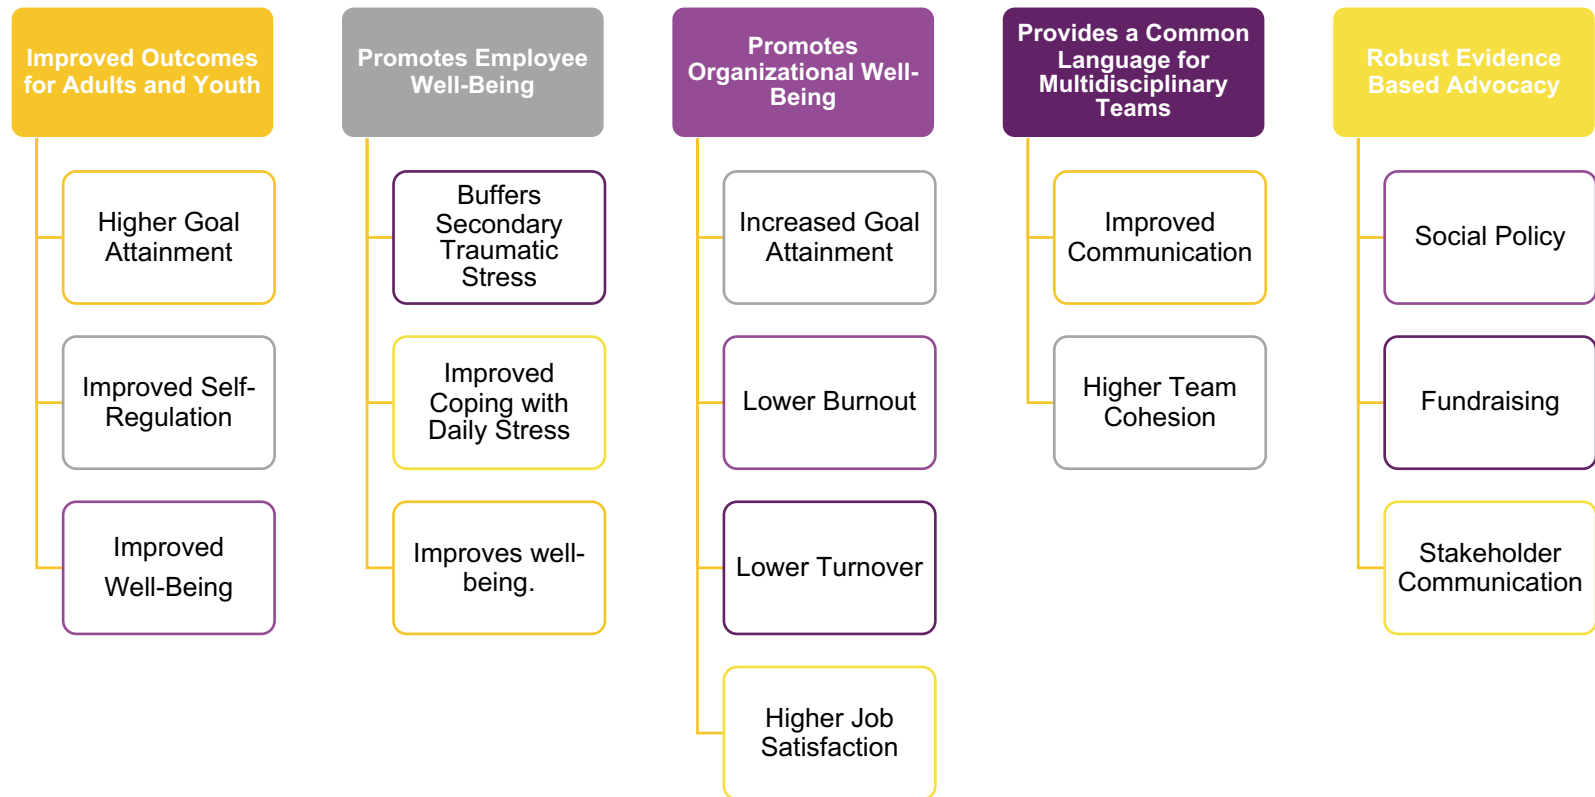 Improved Outcomes
for Adults and Youth
Higher Goal
Attainment
Improved Self-
Regulation
Improved
Well-Being
Promotes Employee
Well-Being
Buffers
Secondary
Traumatic
Stress
Improved
Coping with
Daily Stress
Improves well-
being.
Promotes
Organizational Well-
Being
Increased Goal
Attainment
Lower Burnout
Lower Turnover
Higher Job
Satisfaction
Provides a Common
Language for
Multidisciplinary
Teams
Improved
Communication
Higher Team
Cohesion
Robust Evidence
Based Advocacy
Social Policy
Fundraising
Stakeholder
Communication